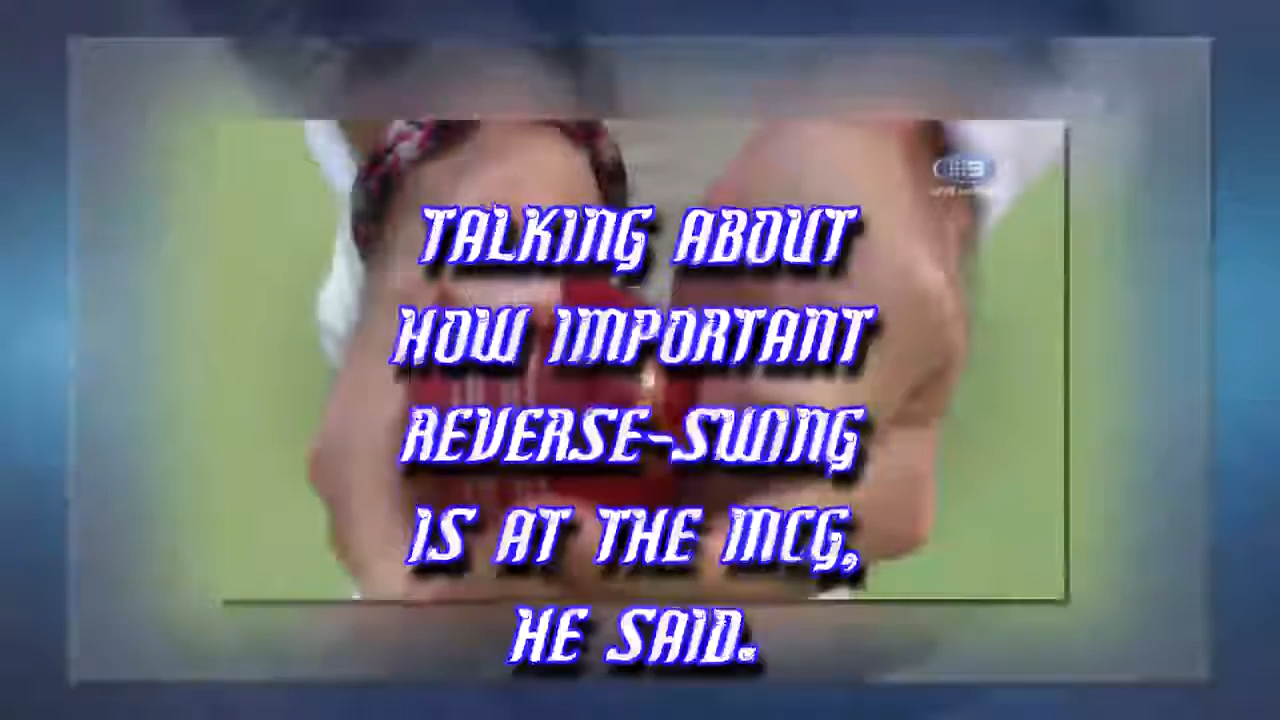 TALKING ABOUT
HOW IMPORTANT
REVERSE-SWING
IS AT THE MCG,
HE SAID.